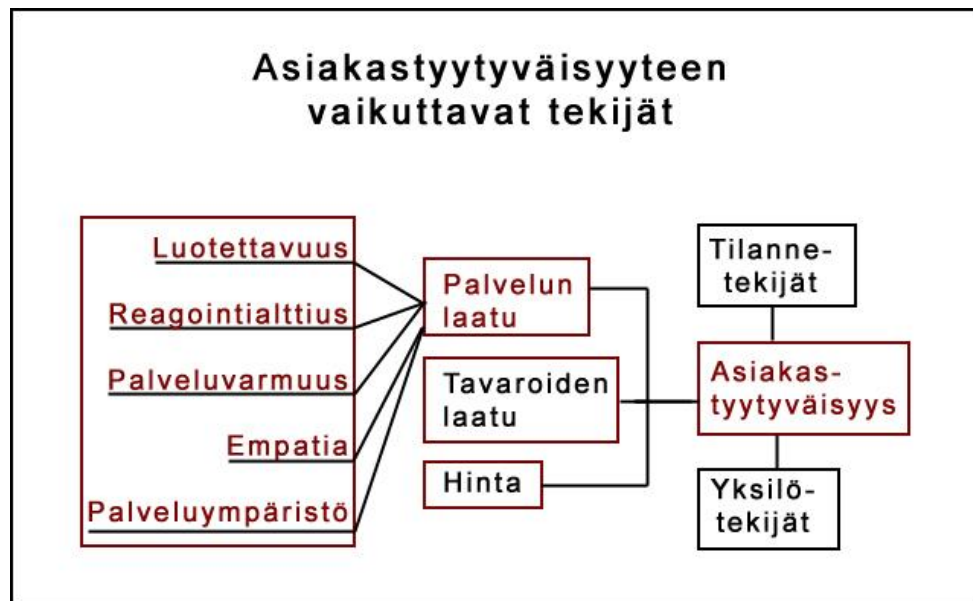 Asiakastyytyväisyyteen
vaikuttavat tekijät
Luotettavuus
Reagointialttius
Palveluvarmuus
Empatia
Palveluympäristö
Palvelun
laatu
Tavaroiden
laatu
Hinta
Tilanne-
tekijät
Asiakas-
tyytyväisyys
Yksilö-
tekijät